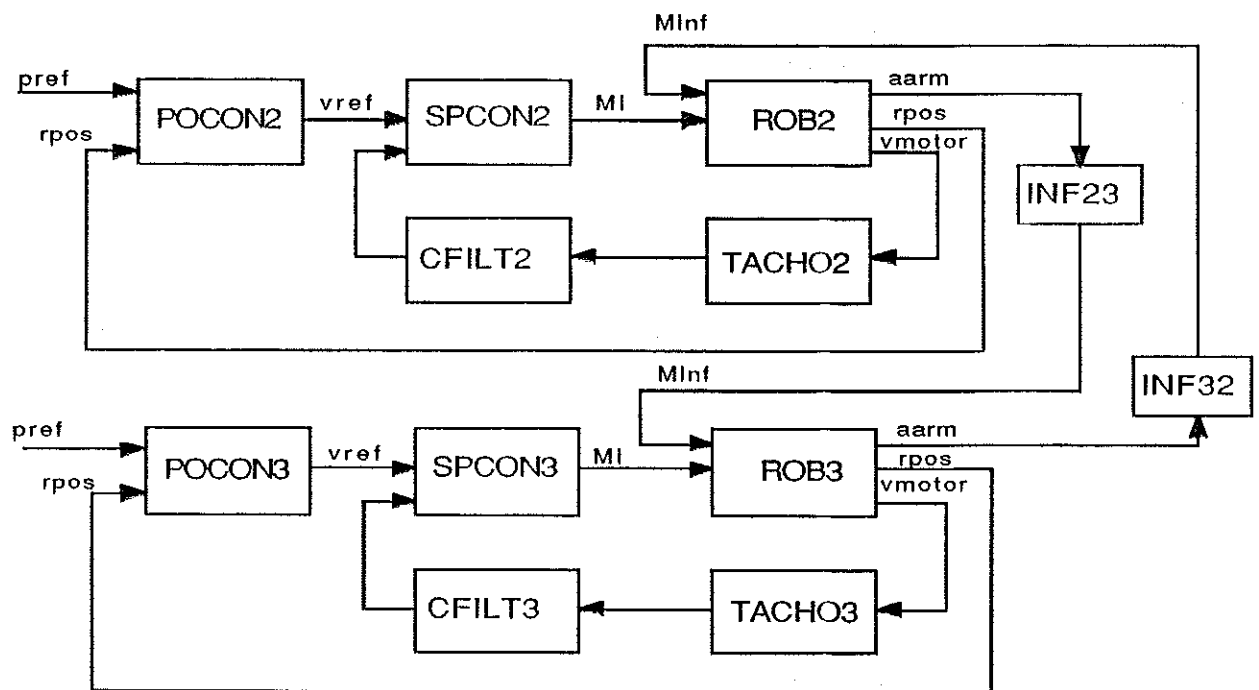 MInf
pref
POCON2
vref
SPCON2
MI
ROB2
aarm
rpos
vmotor
rpos
INF23
CFILT2
TACHO2
MInf
INF32
pref
POCON3
vref
SPCON3
MI
ROB3
aarm
rpos
vmotor
rpos
CFILT3
TACHO3